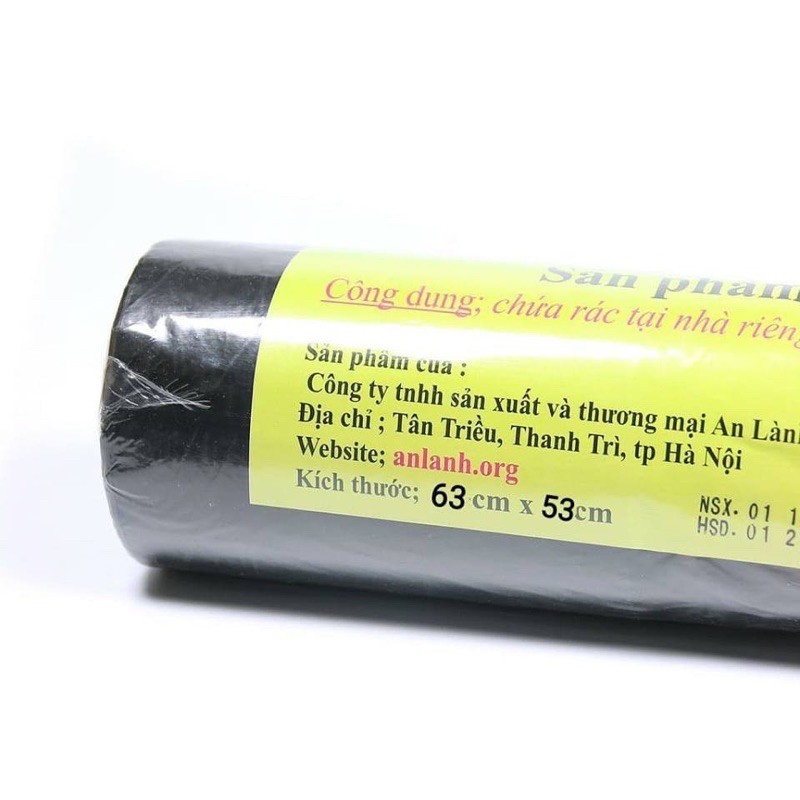 Sản phẩm
Công dụng; chứa rác tại nhà riêng
Sản phẩm của :
Công ty tnhh sản xuất và thương mại An Lành
Địa chỉ ; Tân Triều, Thanh Trì, tp Hà Nội
Website; anlanh.org
Kích thước; 63 cm x 53cm
NSX. 01 1
HSD. 01 2